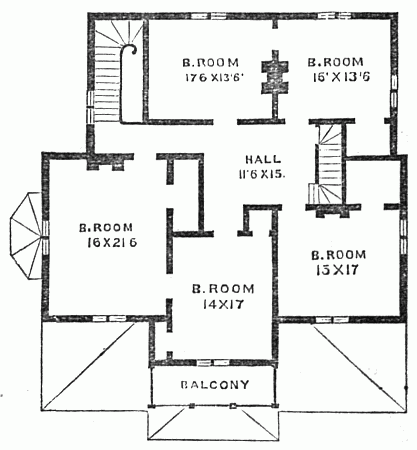 B.ROOM
17 6 X 13'6'
B.ROOM
16' X 13'6
HALL
11'6 X 15.
B.ROOM
16 X 21 6
B.ROOM
14 X 17
B.ROOM
13 X 17
BALCONY